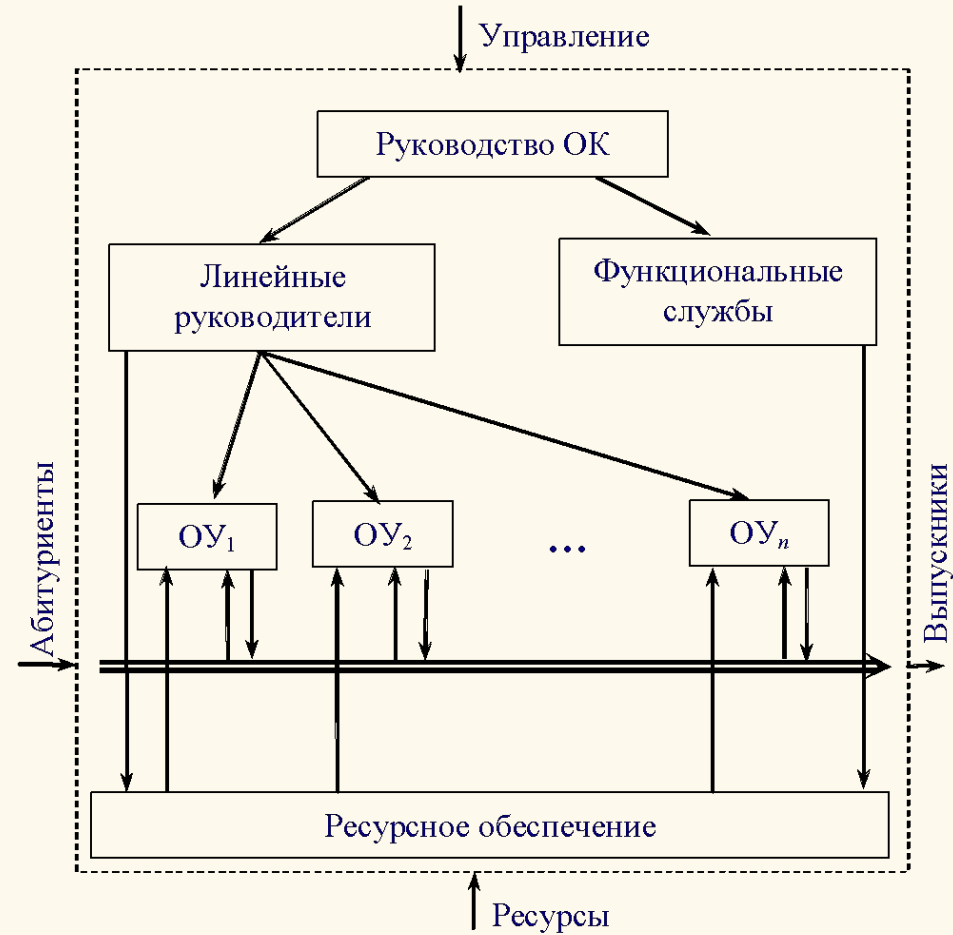 Управление
Руководство ОК
Линейные
руководители
Функциональные
службы
Абитуриенты
ОУ₁
ОУ₂
...
ОУₙ
Выпускники
Ресурсное обеспечение
Ресурсы